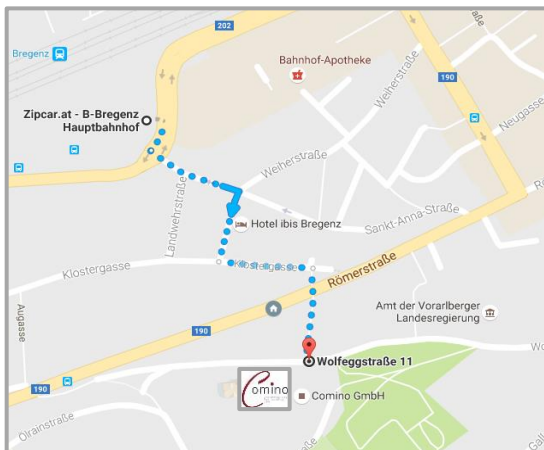 202
Bregenz
Bahnhof-Apotheke
190
Zipcar.at - B-Bregenz
Hauptbahnhof
Weiherstraße
Neugasse
Weiherstraße
Landwehrstraße
Hotel ibis Bregenz
Sankt-Anna-Straße
Klostergasse
Klostergasse
Römerstraße
Augasse
Amt der Vorarlberger
Landesregierung
190
Wolfeggstraße 11
190
Comino
Comino GmbH
Ölrainstraße